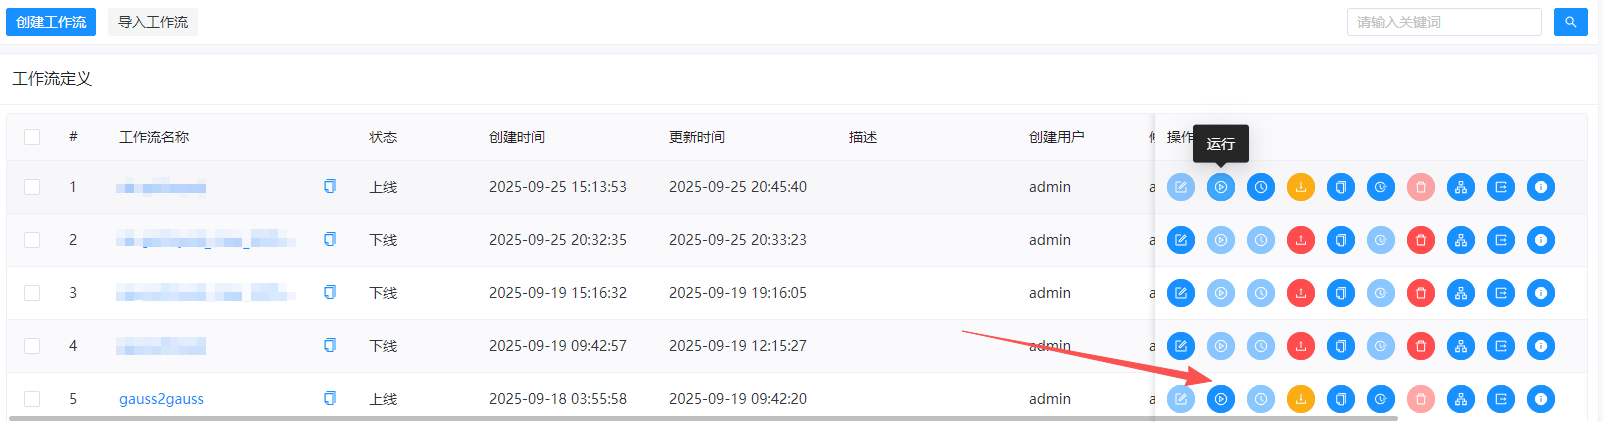 创建工作流 导入工作流 请输入关键词
工作流定义
# 工作流名称 状态 创建时间 更新时间 描述 创建用户 操作 运行
1 上线 2025-09-25 15:13:53 2025-09-25 20:45:40 admin a
2 下线 2025-09-25 20:32:35 2025-09-25 20:33:23 admin a
3 下线 2025-09-19 15:16:32 2025-09-19 19:16:05 admin a
4 下线 2025-09-19 09:42:57 2025-09-19 12:15:27 admin a
5 gauss2gauss 上线 2025-09-18 03:55:58 2025-09-19 09:42:20 admin a